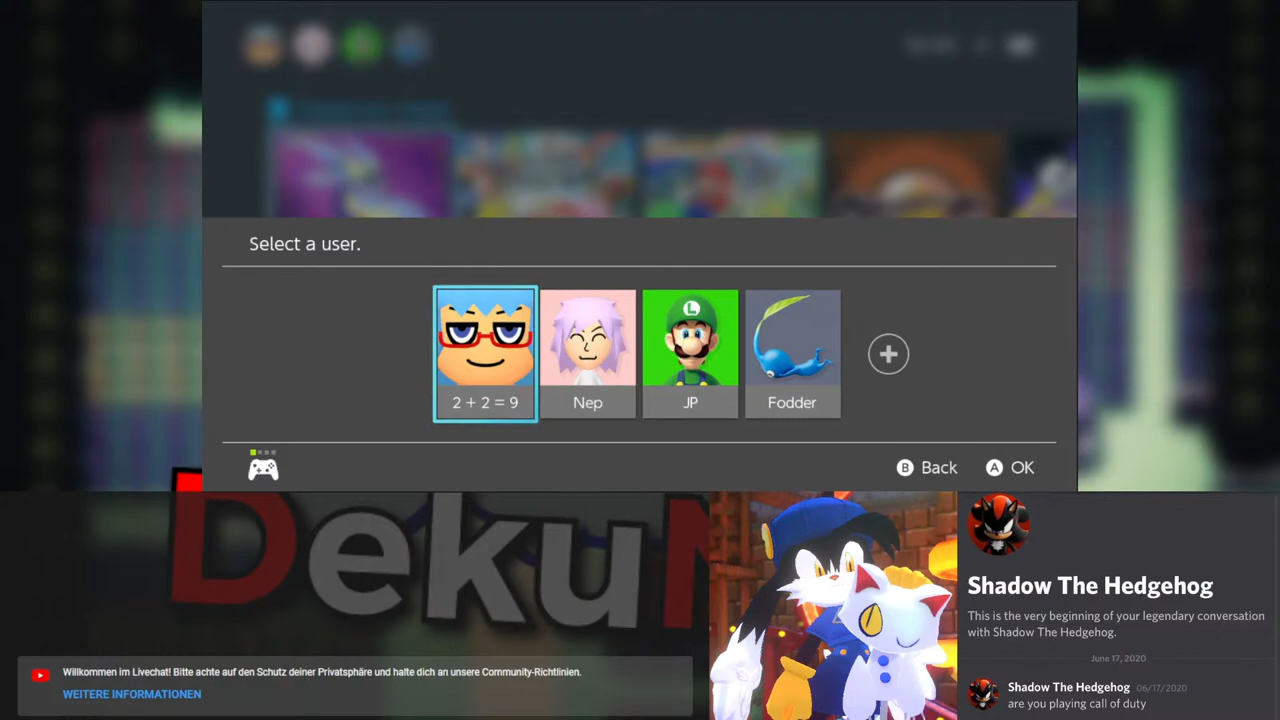 Select a user.
2 + 2 = 9
Nep
L
JP
Fodder
B Back
A OK
Deku
Willkommen im Livechat! Bitte achte auf den Schutz deiner Privatsphäre und halte dich an unsere Community-Richtlinien.
WEITERE INFORMATIONEN
Shadow The Hedgehog
This is the very beginning of your legendary conversation
with Shadow The Hedgehog.
June 17, 2020
Shadow The Hedgehog 06/17/2020
are you playing call of duty